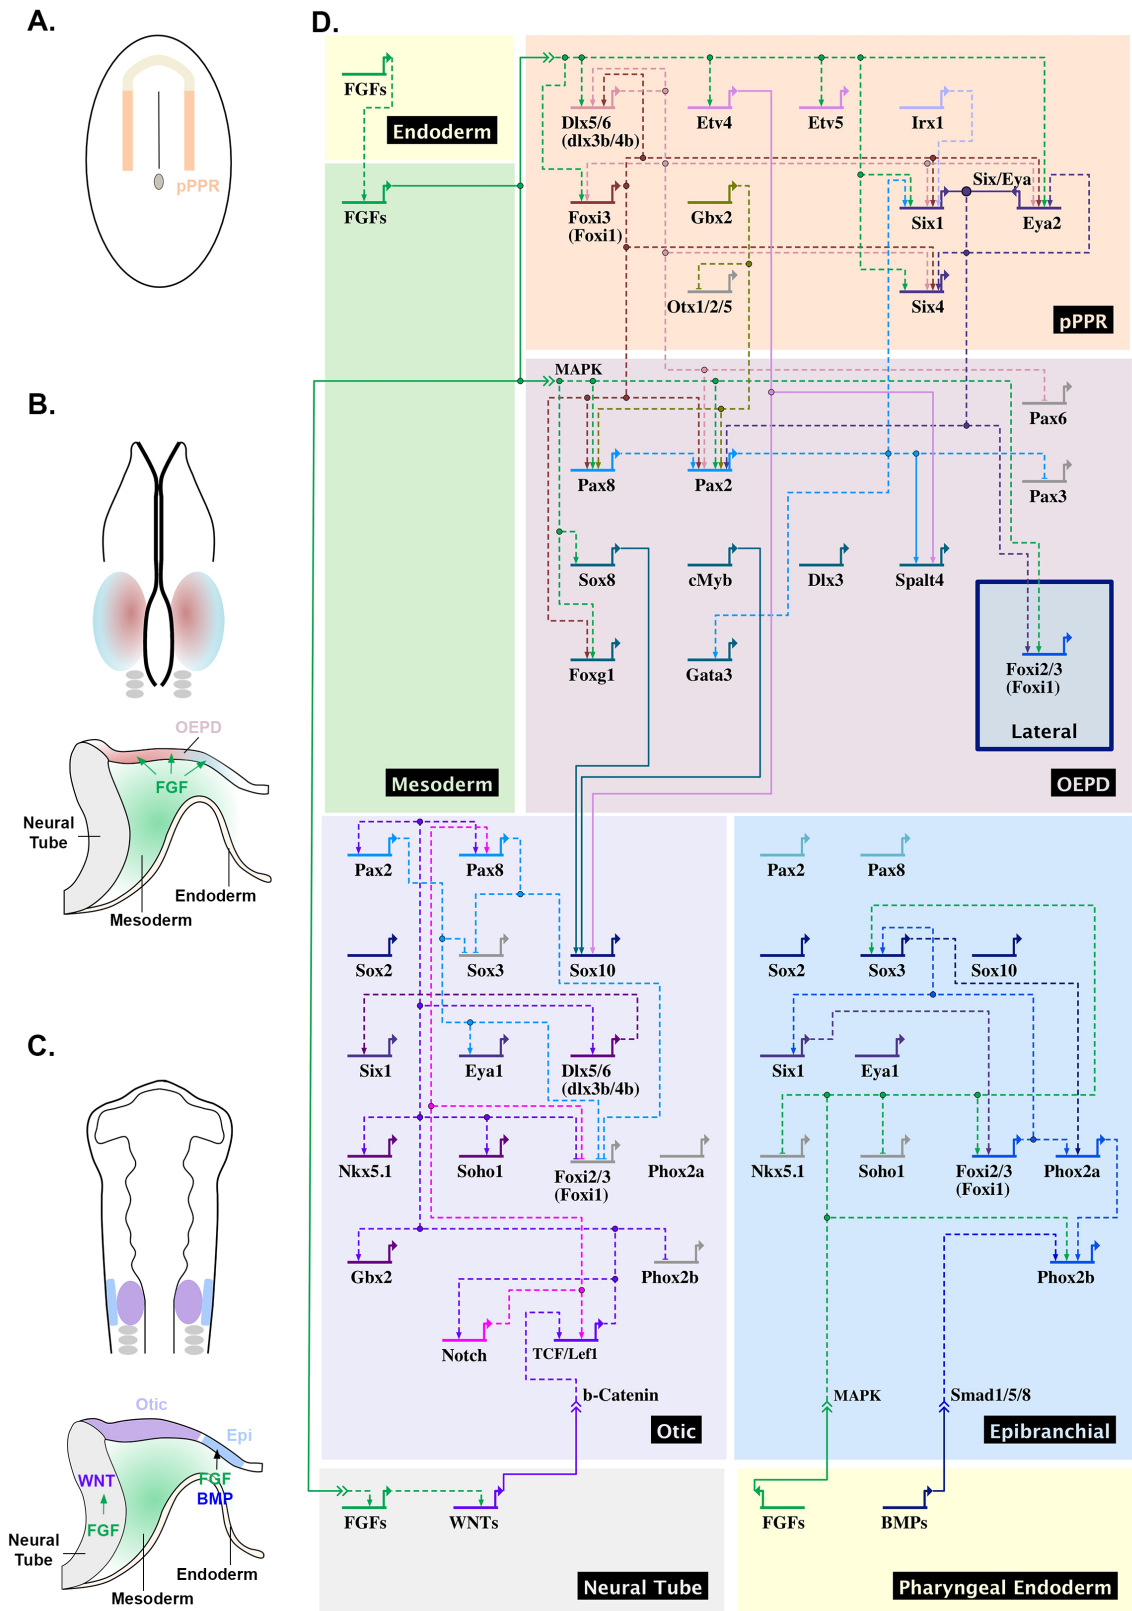 A.
pPPR
B.
OEPD
FGF
Neural
Tube
Endoderm
Mesoderm
C.
Otic
Epi
WNT
FGF
BMP
FGF
Neural
Tube
Endoderm
Mesoderm
D.
FGFs
Endoderm
FGFs
Mesoderm
Dlx5/6
(dlx3b/4b)
Etv4
Etv5
Irx1
Six/Eya
Foxi3
(Foxi1)
Gbx2
Six1
Eya2
Otx1/2/5
Six4
pPPR
MAPK
Pax6
Pax8
Pax2
Pax3
Sox8
cMyb
Dlx3
Spalt4
Foxg1
Gata3
Foxi2/3
(Foxi1)
Lateral
OEPD
Pax2
Pax8
Sox2
Sox3
Sox10
Six1
Eya1
Dlx5/6
(dlx3b/4b)
Nkx5.1
Soho1
Foxi2/3
(Foxi1)
Phox2a
Gbx2
Phox2b
Notch
TCF/Lef1
b-Catenin
Otic
Pax2
Pax8
Sox2
Sox3
Sox10
Six1
Eya1
Nkx5.1
Soho1
Foxi2/3
(Foxi1)
Phox2a
Phox2b
MAPK
Smad1/5/8
Epibranchial
FGFs
WNTs
Neural Tube
FGFs
BMPs
Pharyngeal Endoderm